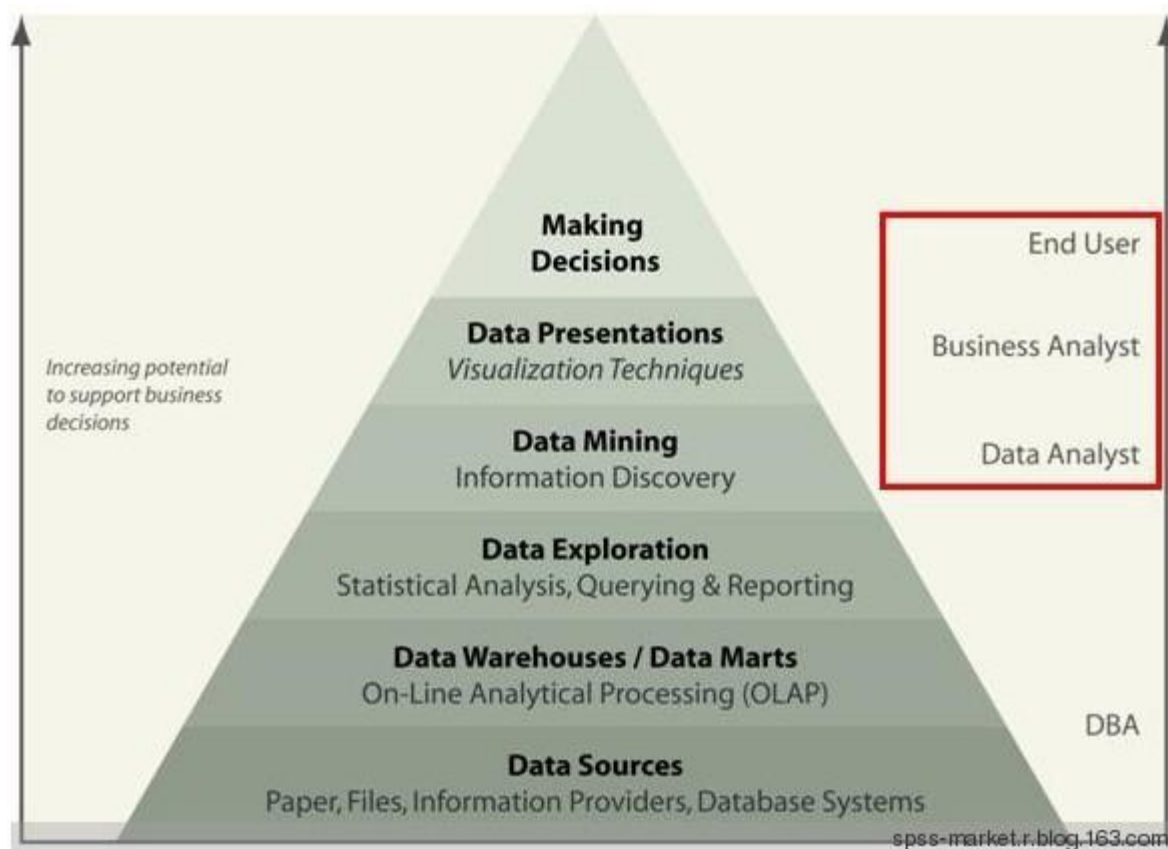 Making
Decisions
End User
Data Presentations
Visualization Techniques
Business Analyst
Increasing potential
to support business
decisions
Data Mining
Information Discovery
Data Analyst
Data Exploration
Statistical Analysis, Querying & Reporting
Data Warehouses / Data Marts
On-Line Analytical Processing (OLAP)
DBA
Data Sources
Paper, Files, Information Providers, Database Systems
spss-market.r.blog.163.com